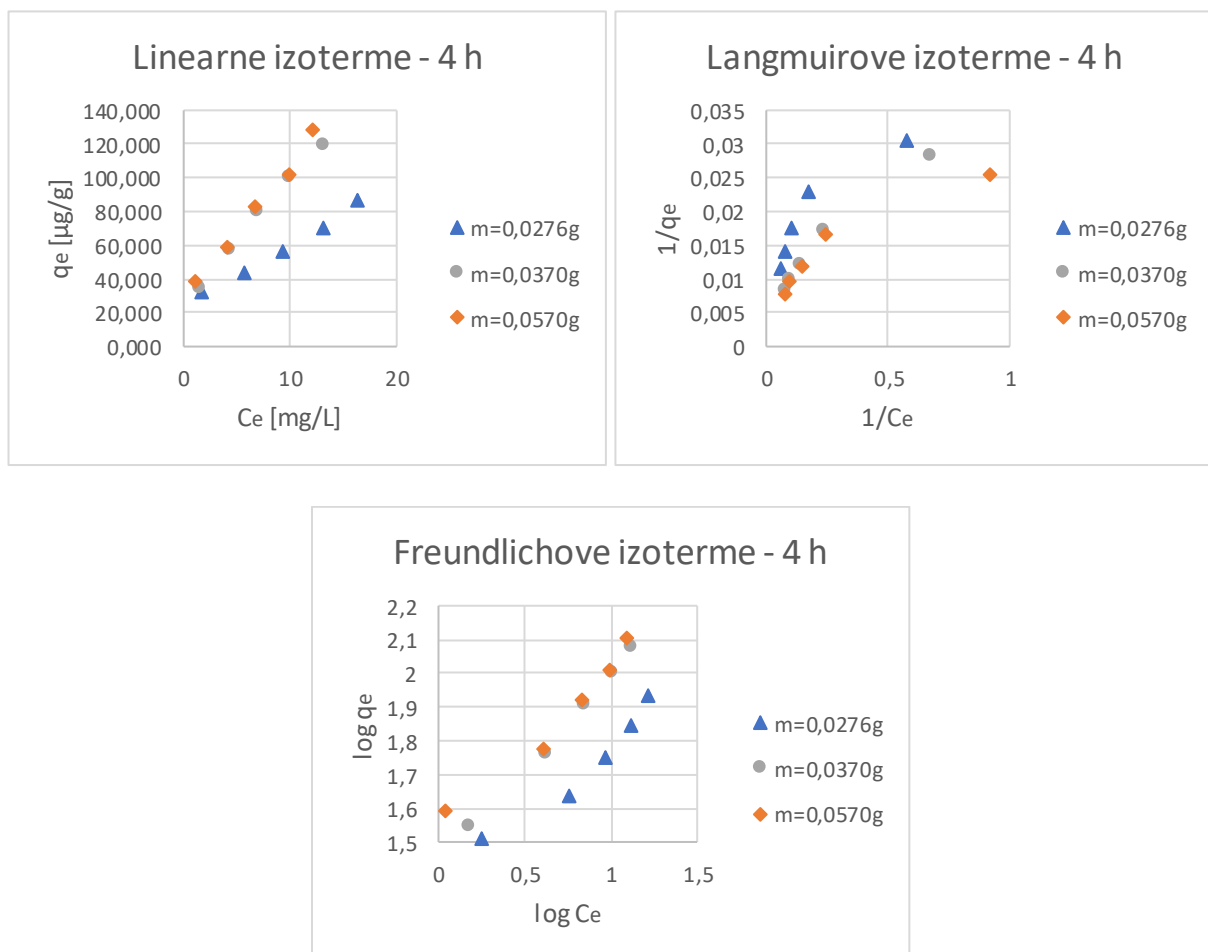 Linearne izoterme - 4 h
qe [µg/g]
140,000
120,000
100,000
80,000
60,000
40,000
20,000
0,000
0 10 20
Ce [mg/L]
m=0,0276g
m=0,0370g
m=0,0570g
Langmuirove izoterme - 4 h
1/qe
0,035
0,03
0,025
0,02
0,015
0,01
0,005
0
0 0,5 1
1/Ce
m=0,0276g
m=0,0370g
m=0,0570g
Freundlichove izoterme - 4 h
log qe
2,2
2,1
2
1,9
1,8
1,7
1,6
1,5
0 0,5 1 1,5
log Ce
m=0,0276g
m=0,0370g
m=0,0570g